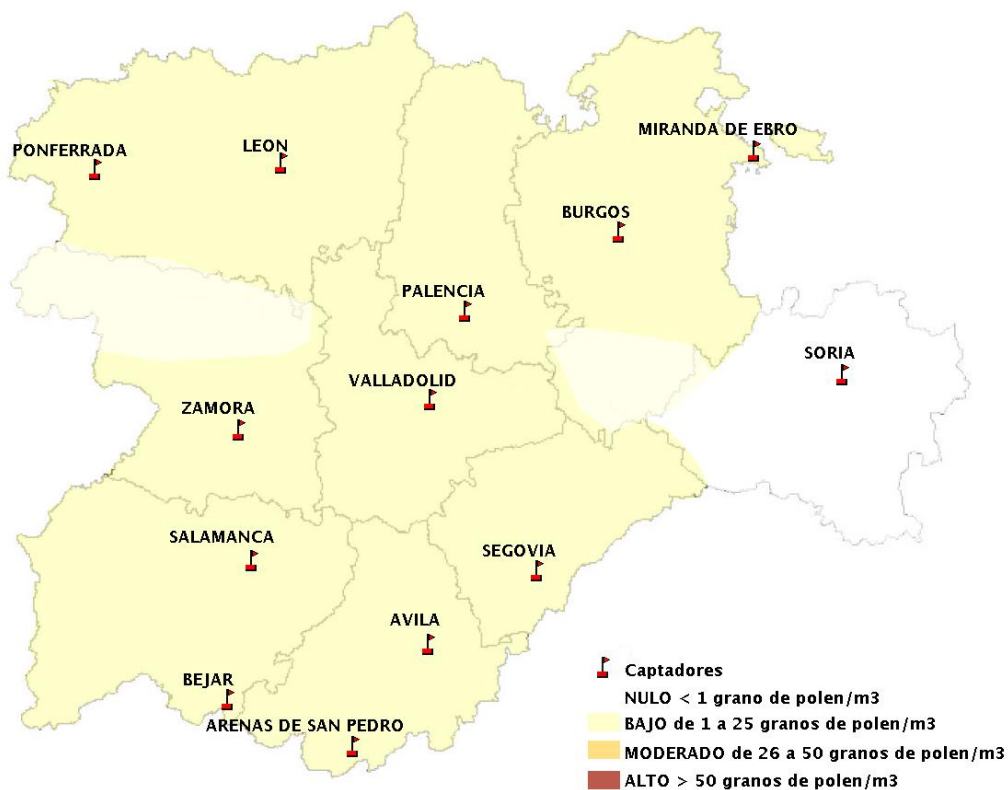 MIRANDA DE EBRO
PONFERRADA
LEON
BURGOS
PALENCIA
SORIA
VALLADOLID
ZAMORA
SALAMANCA
SEGOVIA
AVILA
BEJAR
ARENAS DE SAN PEDRO
Captadores
NULO < 1 grano de polen/m3
BAJO de 1 a 25 granos de polen/m3
MODERADO de 26 a 50 granos de polen/m3
ALTO > 50 granos de polen/m3